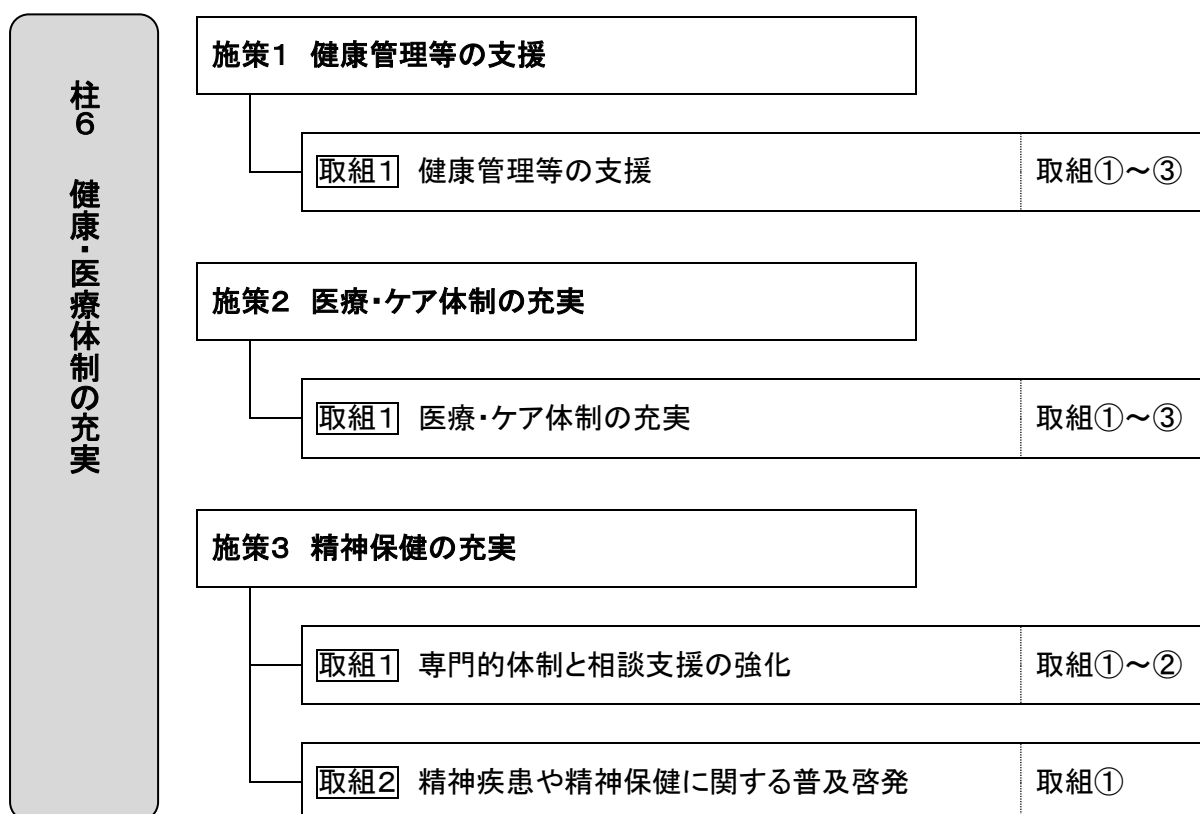 柱6 健康・医療体制の充実
施策1 健康管理等の支援
取組1 健康管理等の支援 取組①～③
施策2 医療・ケア体制の充実
取組1 医療・ケア体制の充実 取組①～③
施策3 精神保健の充実
取組1 専門的体制と相談支援の強化 取組①～②
取組2 精神疾患や精神保健に関する普及啓発 取組①